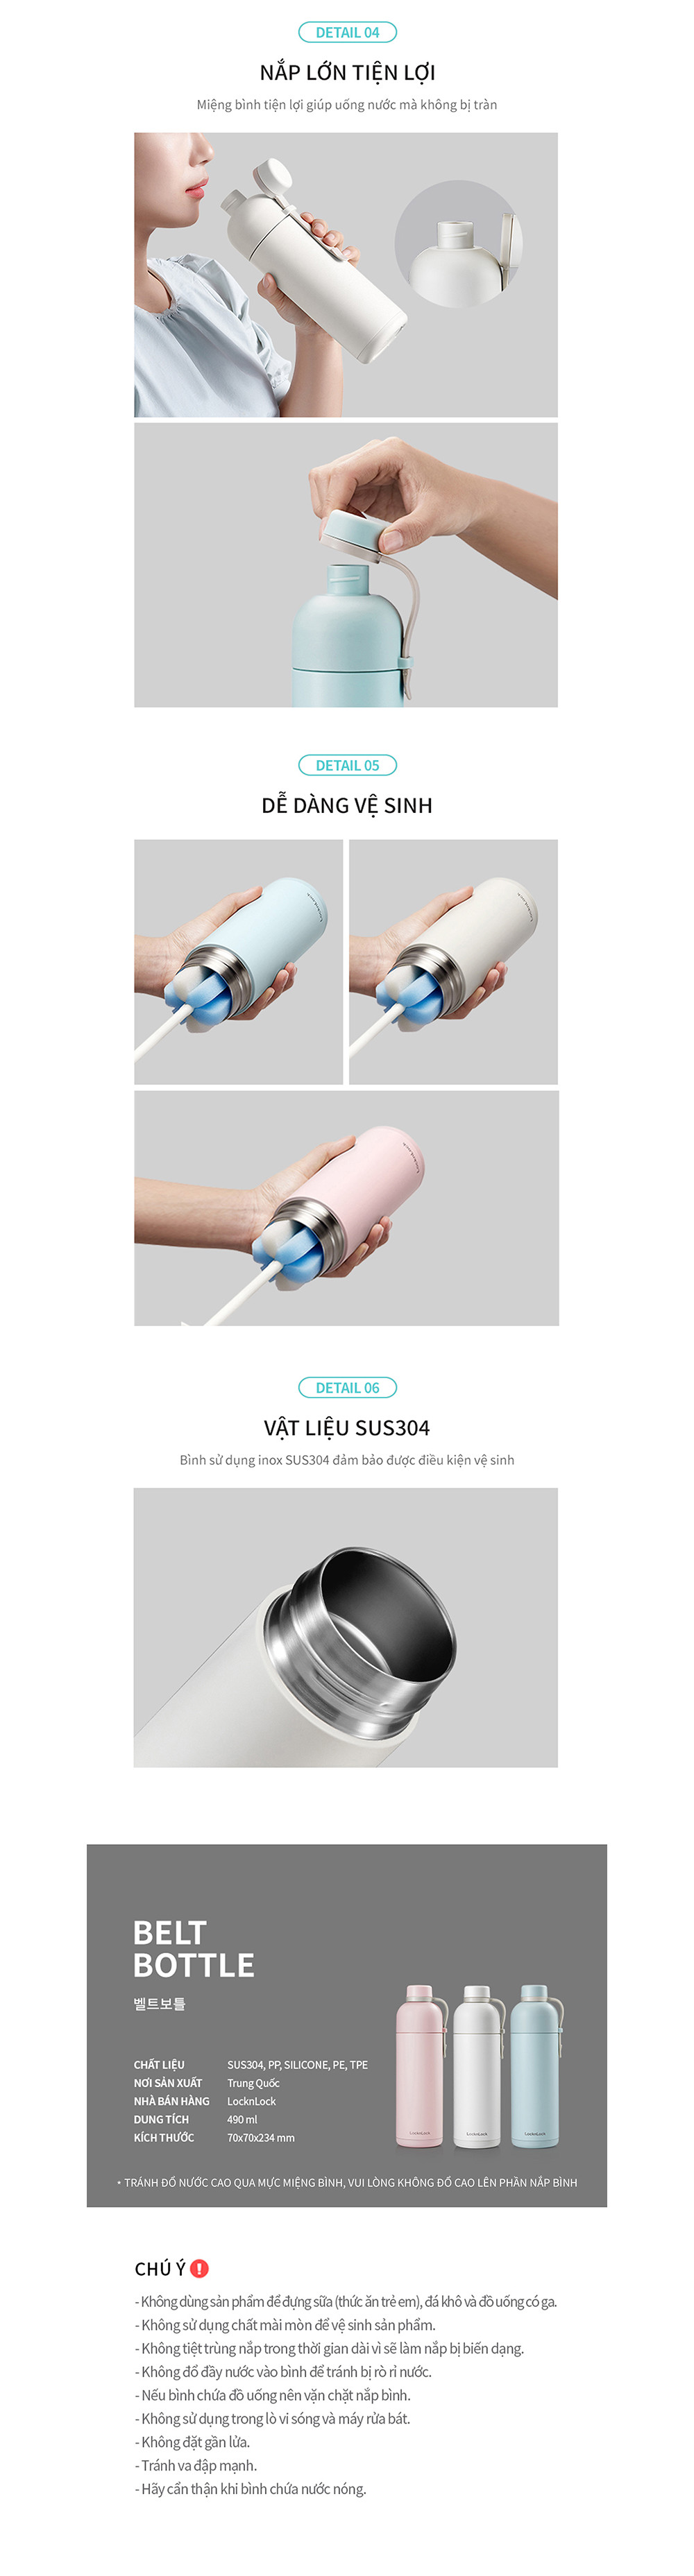 DETAIL 04
NẮP LỚN TIỆN LỢI
Miệng bình tiện lợi giúp uống nước mà không bị tràn
DETAIL 05
DỄ DÀNG VỆ SINH
LocknLock
LocknLock
LocknLock
DETAIL 06
VẬT LIỆU SUS304
Bình sử dụng inox SUS304 đảm bảo được điều kiện vệ sinh
BELT
BOTTLE
벨트보틀
CHẤT LIỆU SUS304, PP, SILICONE, PE, TPE
NƠI SẢN XUẤT Trung Quốc
NHÀ BÁN HÀNG LocknLock
DUNG TÍCH 490 ml
KÍCH THƯỚC 70x70x234 mm
LocknLock LocknLock LocknLock
* TRÁNH ĐỔ NƯỚC CAO QUA MỰC MIỆNG BÌNH, VUI LÒNG KHÔNG ĐỔ CAO LÊN PHẦN NẮP BÌNH
CHÚ Ý !
- Không dùng sản phẩm để đựng sữa (thức ăn trẻ em), đá khô và đồ uống có ga.
- Không sử dụng chất mài mòn để vệ sinh sản phẩm.
- Không tiệt trùng nắp trong thời gian dài vì sẽ làm nắp bị biến dạng.
- Không đổ đầy nước vào bình để tránh bị rò rỉ nước.
- Nếu bình chứa đồ uống nên vặn chặt nắp bình.
- Không sử dụng trong lò vi sóng và máy rửa bát.
- Không đặt gần lửa.
- Tránh va đập mạnh.
- Hãy cẩn thận khi bình chứa nước nóng.